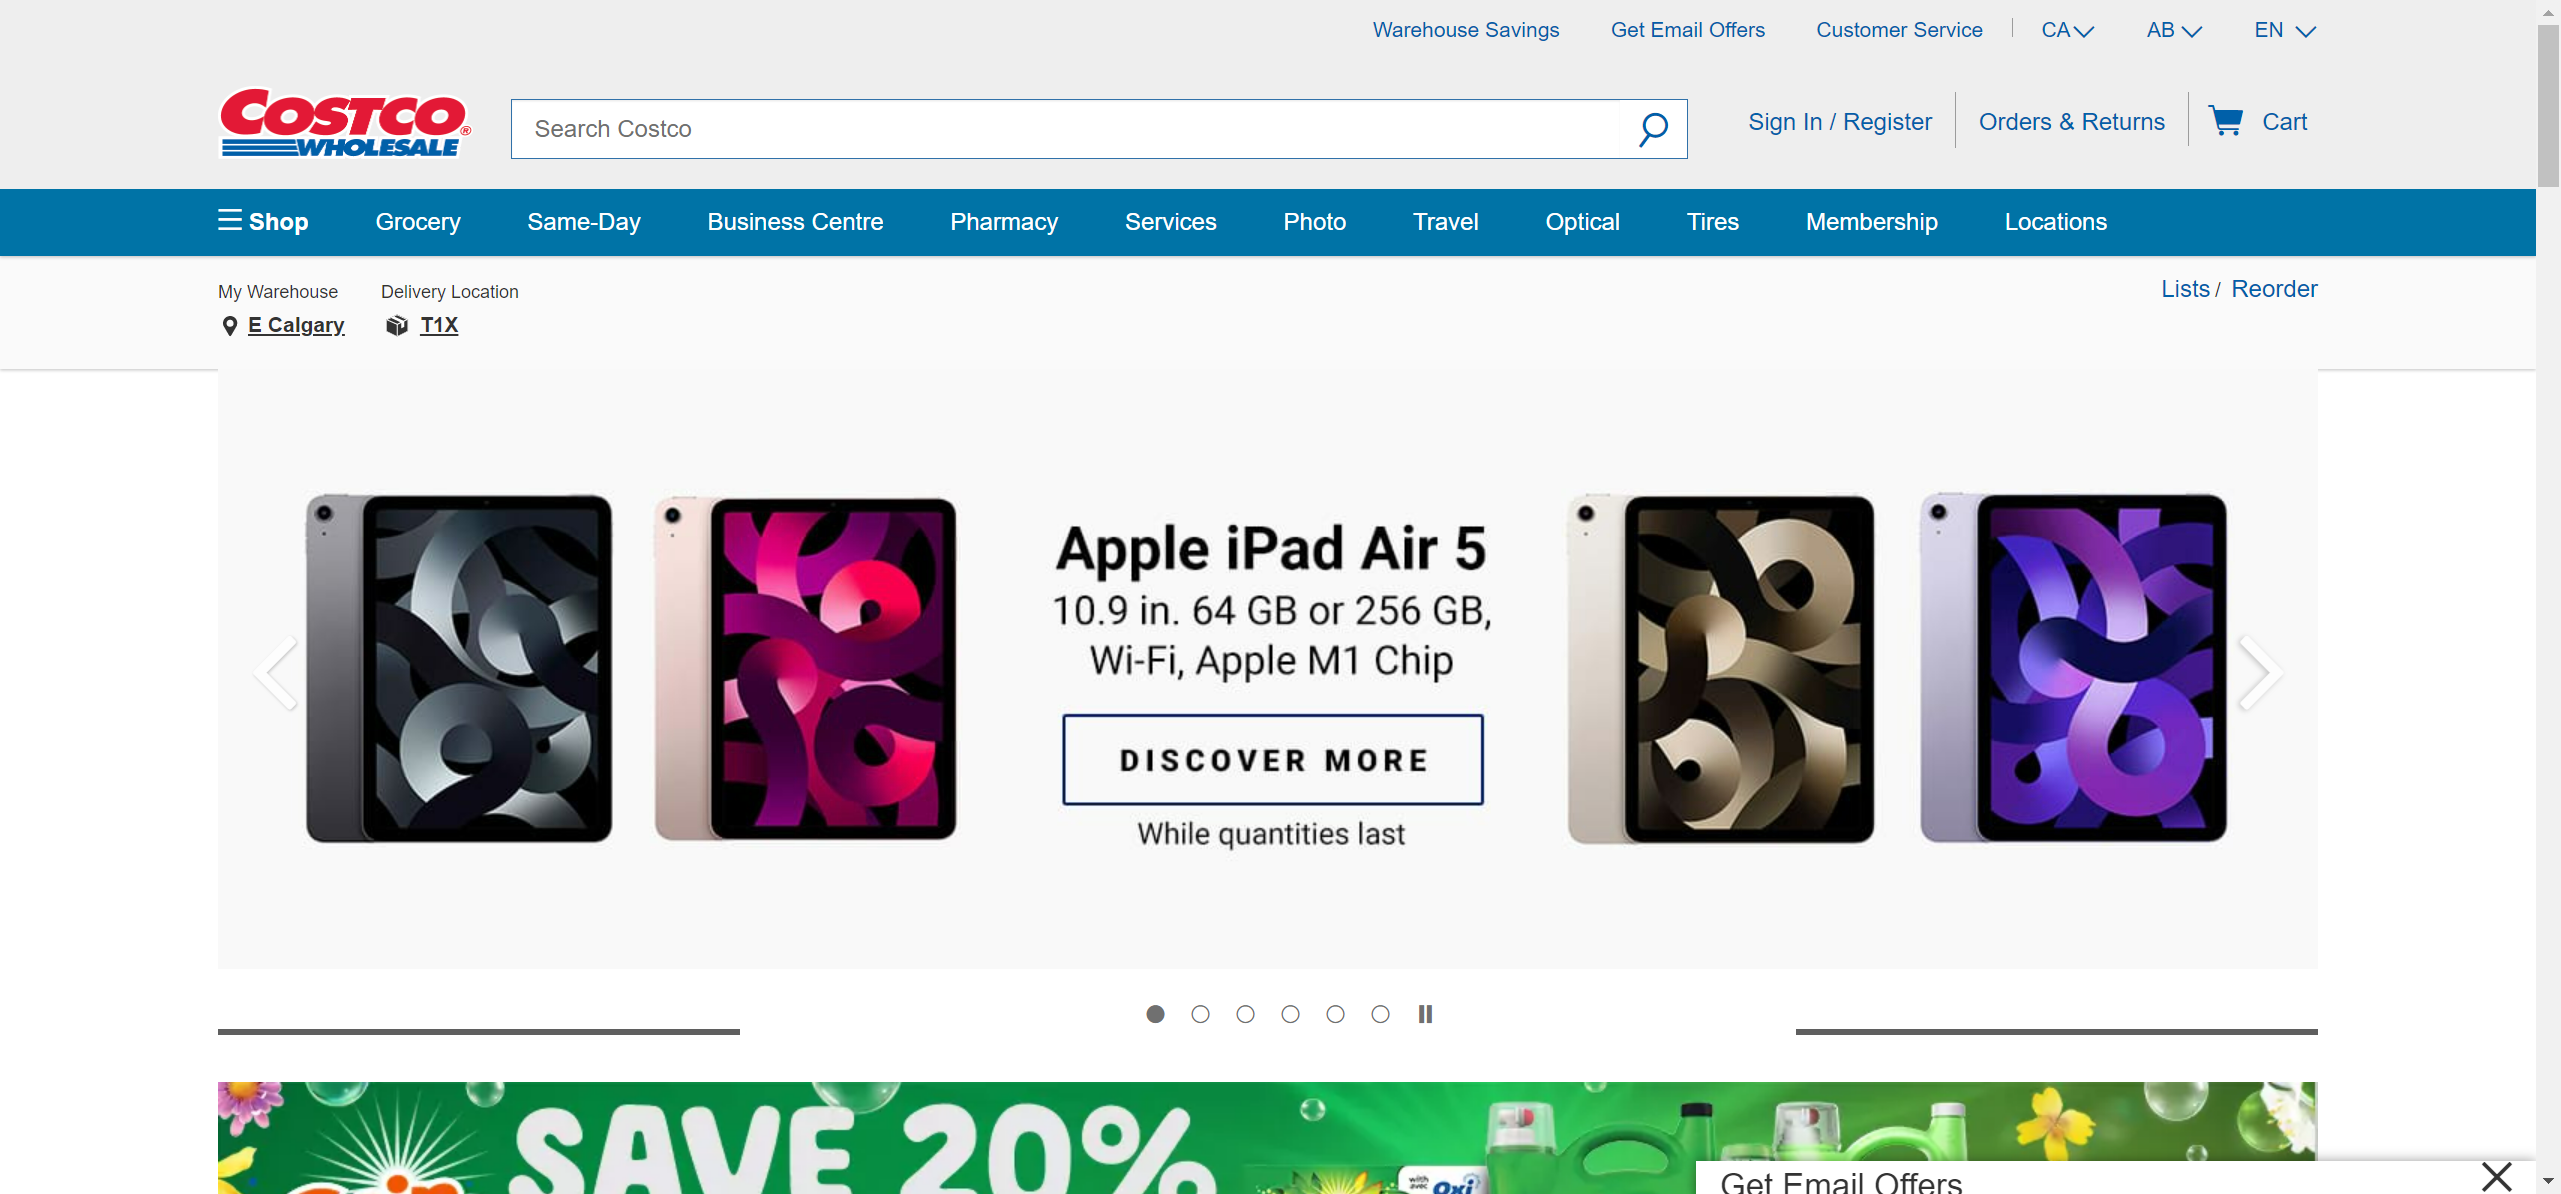 Warehouse Savings Get Email Offers Customer Service CA AB EN
COSTCO
WHOLESALE
Search Costco
Sign In / Register Orders & Returns Cart
Shop Grocery Same-Day Business Centre Pharmacy Services Photo Travel Optical Tires Membership Locations
My Warehouse Delivery Location
E Calgary T1X
Lists / Reorder
Apple iPad Air 5
10.9 in. 64 GB or 256 GB,
Wi-Fi, Apple M1 Chip
DISCOVER MORE
While quantities last
SAVE 20%
with
avec
Oxi
Get Email Offers